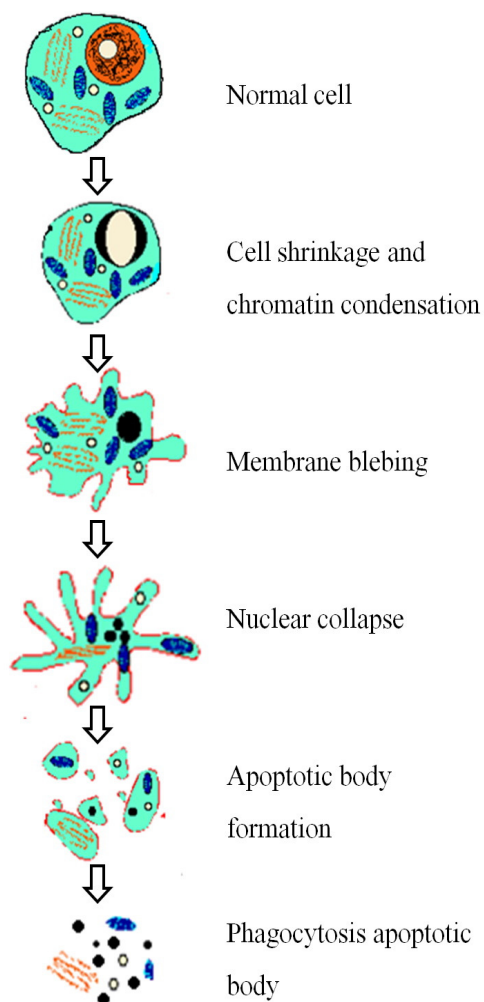 Normal cell
Cell shrinkage and
chromatin condensation
Membrane blebing
Nuclear collapse
Apoptotic body
formation
Phagocytosis apoptotic
body